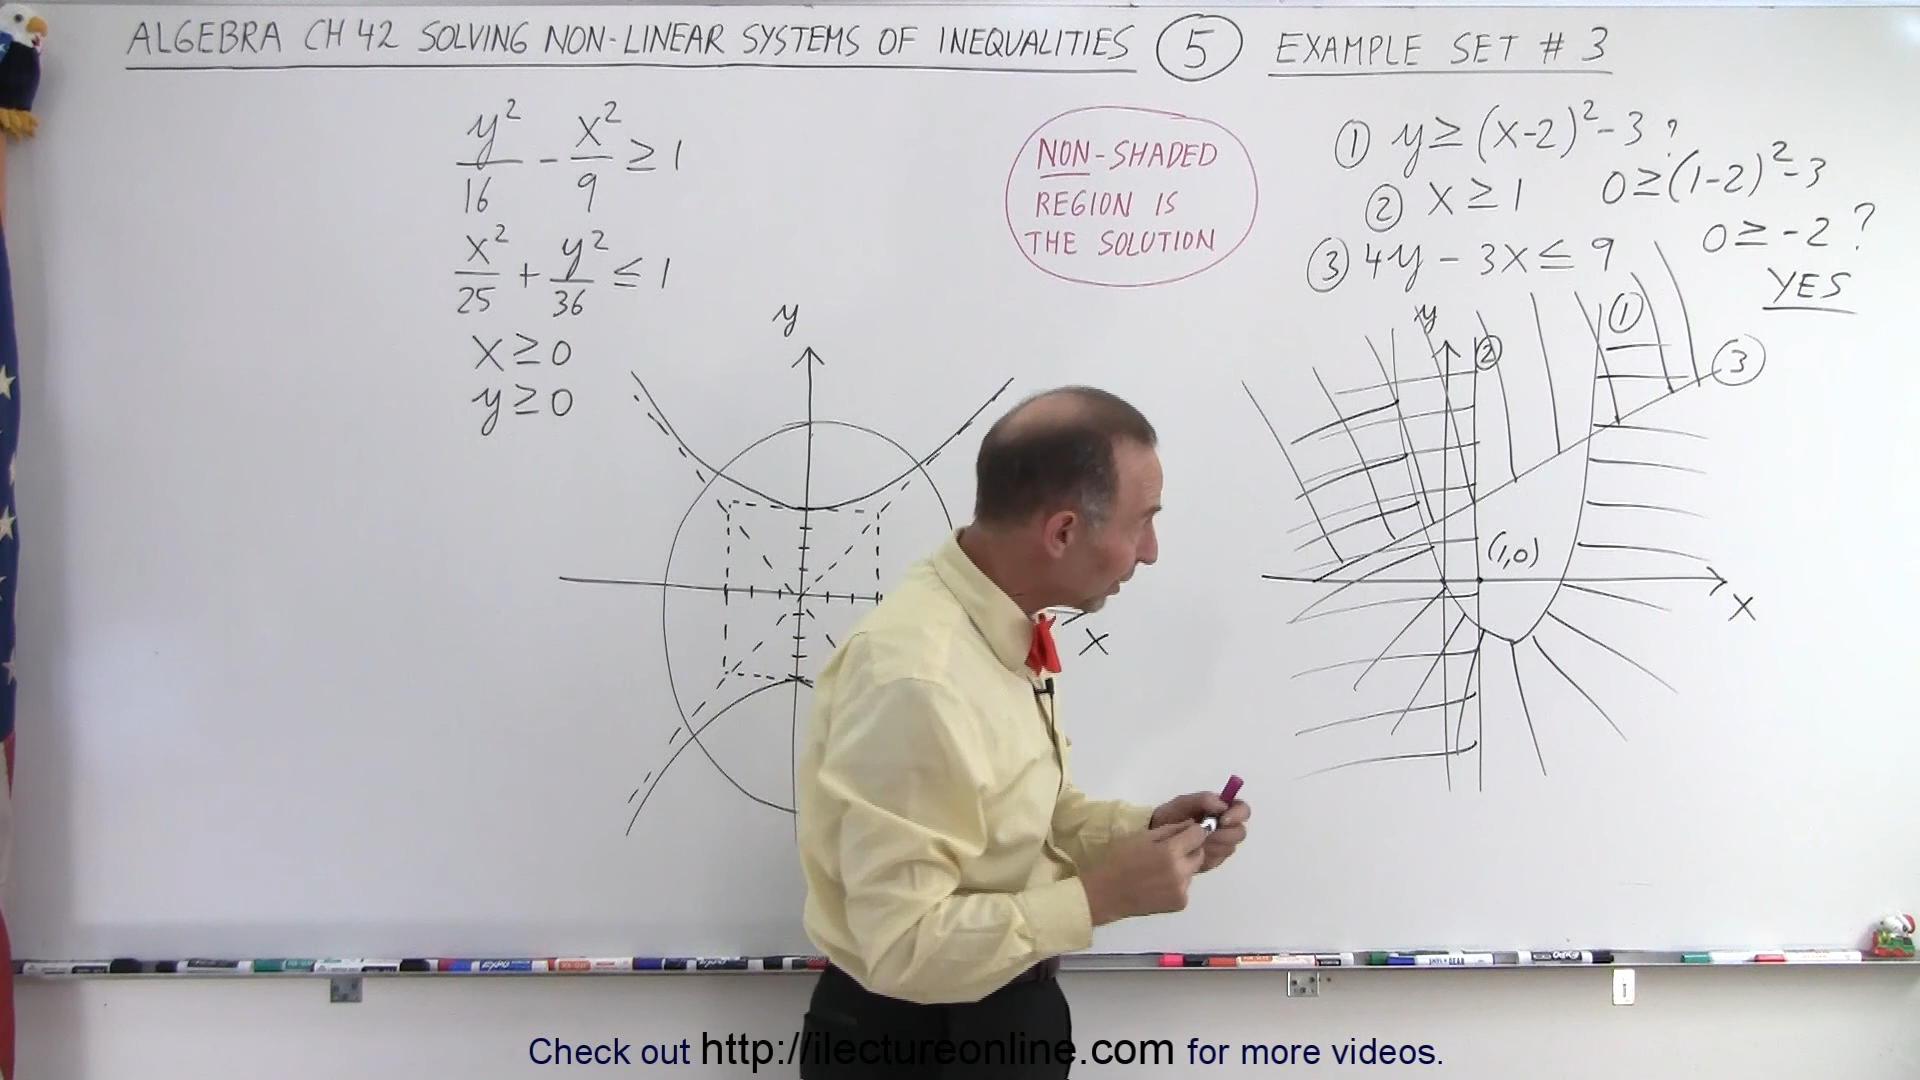 ALGEBRA CH 42 SOLVING NON-LINEAR SYSTEMS OF INEQUALITIES ⑤ EXAMPLE SET # 3
y²/16 - x²/9 ≥ 1
x²/25 + y²/36 ≤ 1
x ≥ 0
y ≥ 0
NON-SHADED
REGION IS
THE SOLUTION
① y ≥ (x-2)² - 3 ?
0 ≥ (1-2)² - 3
② x ≥ 1
0 ≥ -2 ?
③ 4y - 3x ≤ 9
YES
y
x
y
①
②
③
(1,0)
x
EXPO
Check out http://ilectureonline.com for more videos.